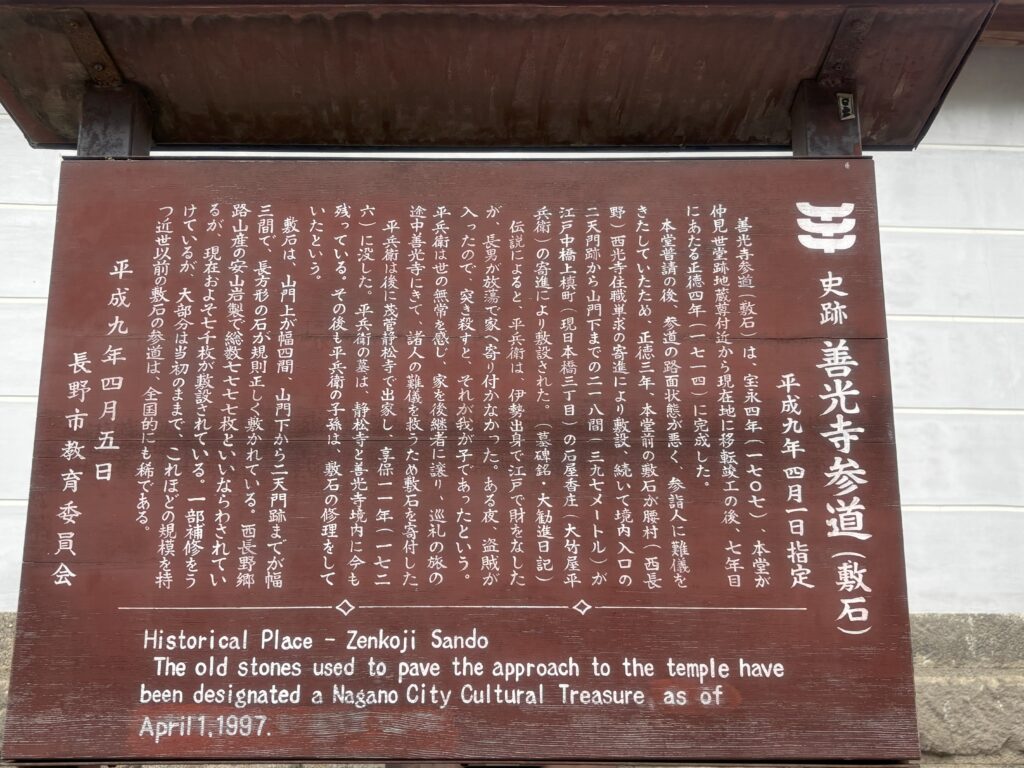 史跡 善光寺参道(敷石)
平成九年四月一日指定
善光寺参道(敷石)は、宝永四年(一七〇七)、本堂が
仲見世堂跡地蔵尊付近から現在地に移転竣工の後、七年目
にあたる正徳四年(一七一四)に完成した。
本堂普請の後、参道の路面状態が悪く、参詣人に難儀を
きたしていたため、正徳三年、本堂前の敷石が腰村(西長
野)西光寺住職単求の寄進により敷設、続いて境内入口の
二天門跡から山門下までの二一八間(三九七メートル)が
江戸中橋上槙町(現日本橋三丁目)の石屋香庄(大竹屋平
兵衛)の寄進により敷設された。(墓碑銘・大勧進日記)
伝説によると、平兵衛は、伊勢出身で江戸で財をなした
が、長男が放蕩で家へ寄り付かなかった。ある夜、盗賊が
入ったので、突き殺すと、それが我が子であったという。
平兵衛は世の無常を感じ、家を後継者に譲り、巡礼の旅の
途中善光寺にきて、諸人の難儀を救うため敷石を寄付した。
平兵衛は後に茂菅静松寺で出家し、享保一一年(一七二
六)に没した。平兵衛の墓は、静松寺と善光寺境内に今も
残っている。その後も平兵衛の子孫は、敷石の修理をして
いたという。
敷石は、山門上が幅四間、山門下から二天門跡までが幅
三間で、長方形の石が規則正しく敷かれている。西長野郷
路山産の安山岩製で総数七七七七枚といいならわされてい
るが、現在およそ七千枚が敷設されている。一部補修をう
けているが、大部分は当初のままで、これほどの規模を持
つ近世以前の敷石の参道は、全国的にも稀である。
平成九年四月五日
長野市教育委員会
Historical Place - Zenkoji Sando
The old stones used to pave the approach to the temple have
been designated a Nagano City Cultural Treasure as of
April 1, 1997.